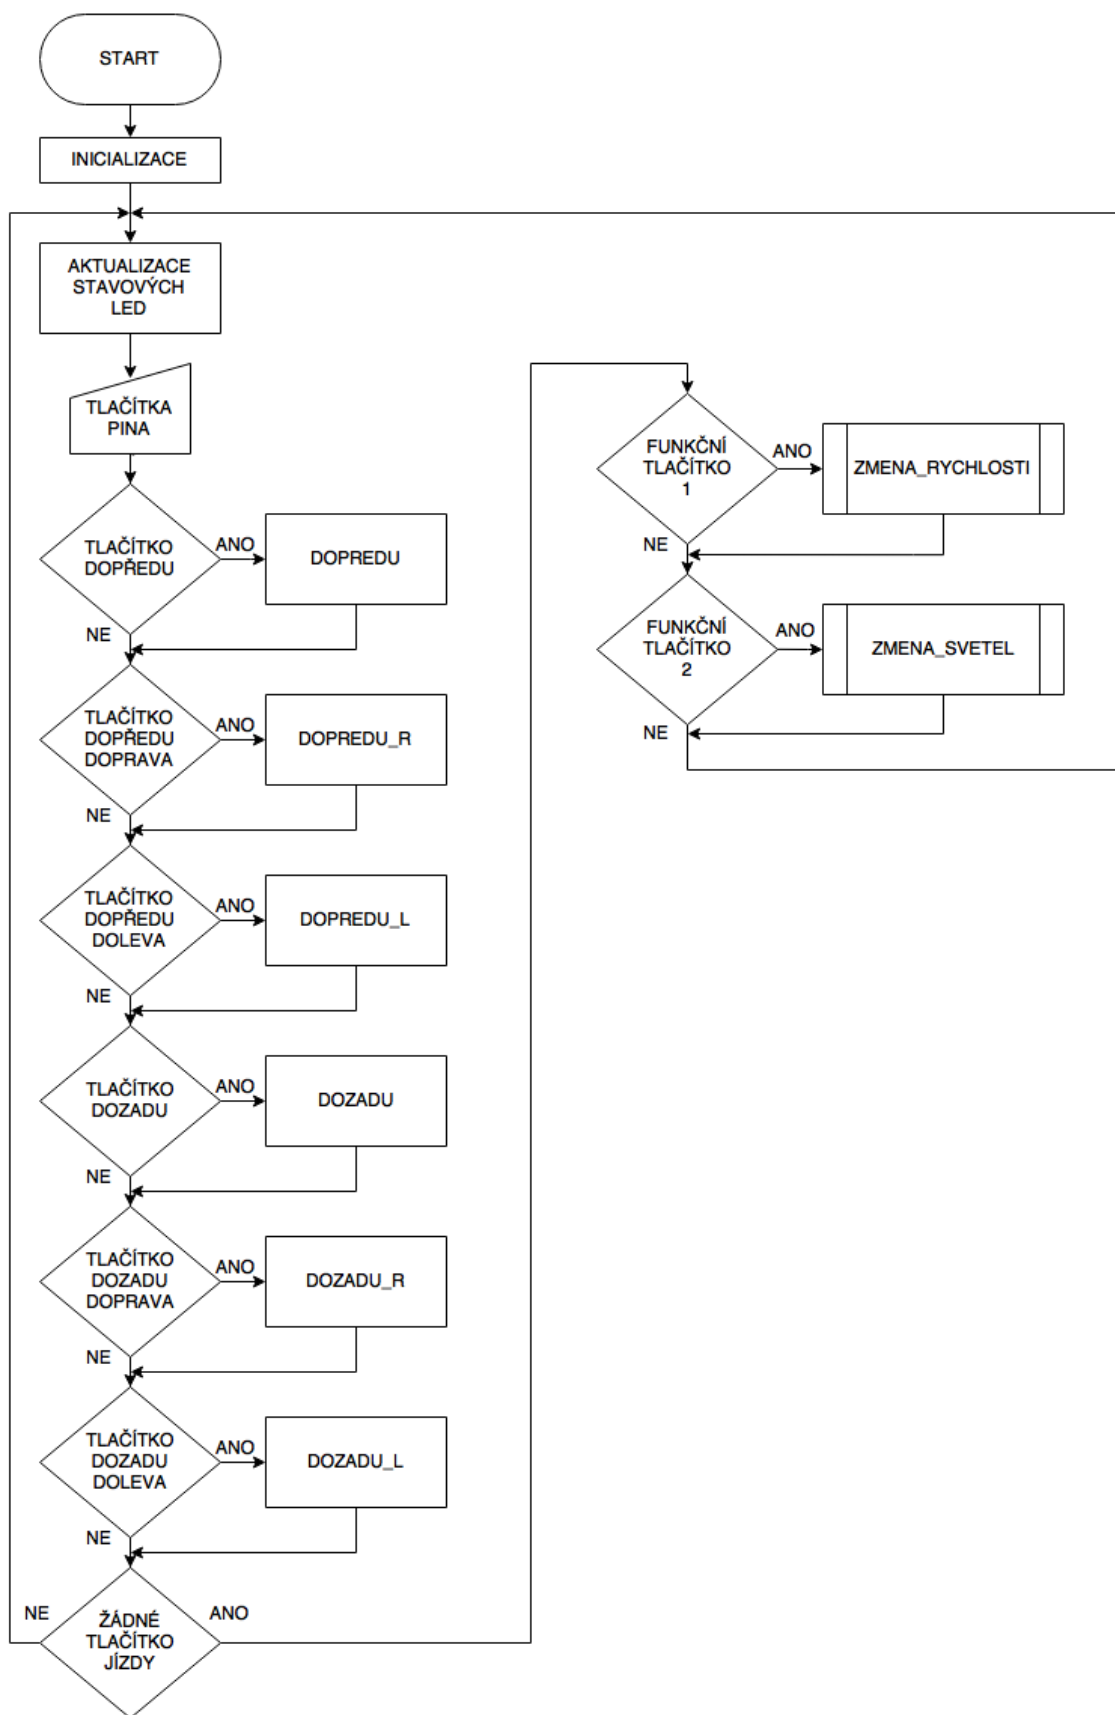 START
INICIALIZACE
AKTUALIZACE
STAVOVÝCH
LED
TLAČÍTKA
PINA
TLAČÍTKO
DOPŘEDU
ANO
DOPREDU
NE
TLAČÍTKO
DOPŘEDU
DOPRAVA
ANO
DOPREDU_R
NE
TLAČÍTKO
DOPŘEDU
DOLEVA
ANO
DOPREDU_L
NE
TLAČÍTKO
DOZADU
ANO
DOZADU
NE
TLAČÍTKO
DOZADU
DOPRAVA
ANO
DOZADU_R
NE
TLAČÍTKO
DOZADU
DOLEVA
ANO
DOZADU_L
NE
NE
ŽÁDNÉ
TLAČÍTKO
JÍZDY
ANO
FUNKČNÍ
TLAČÍTKO
1
ANO
ZMENA_RYCHLOSTI
NE
FUNKČNÍ
TLAČÍTKO
2
ANO
ZMENA_SVETEL
NE